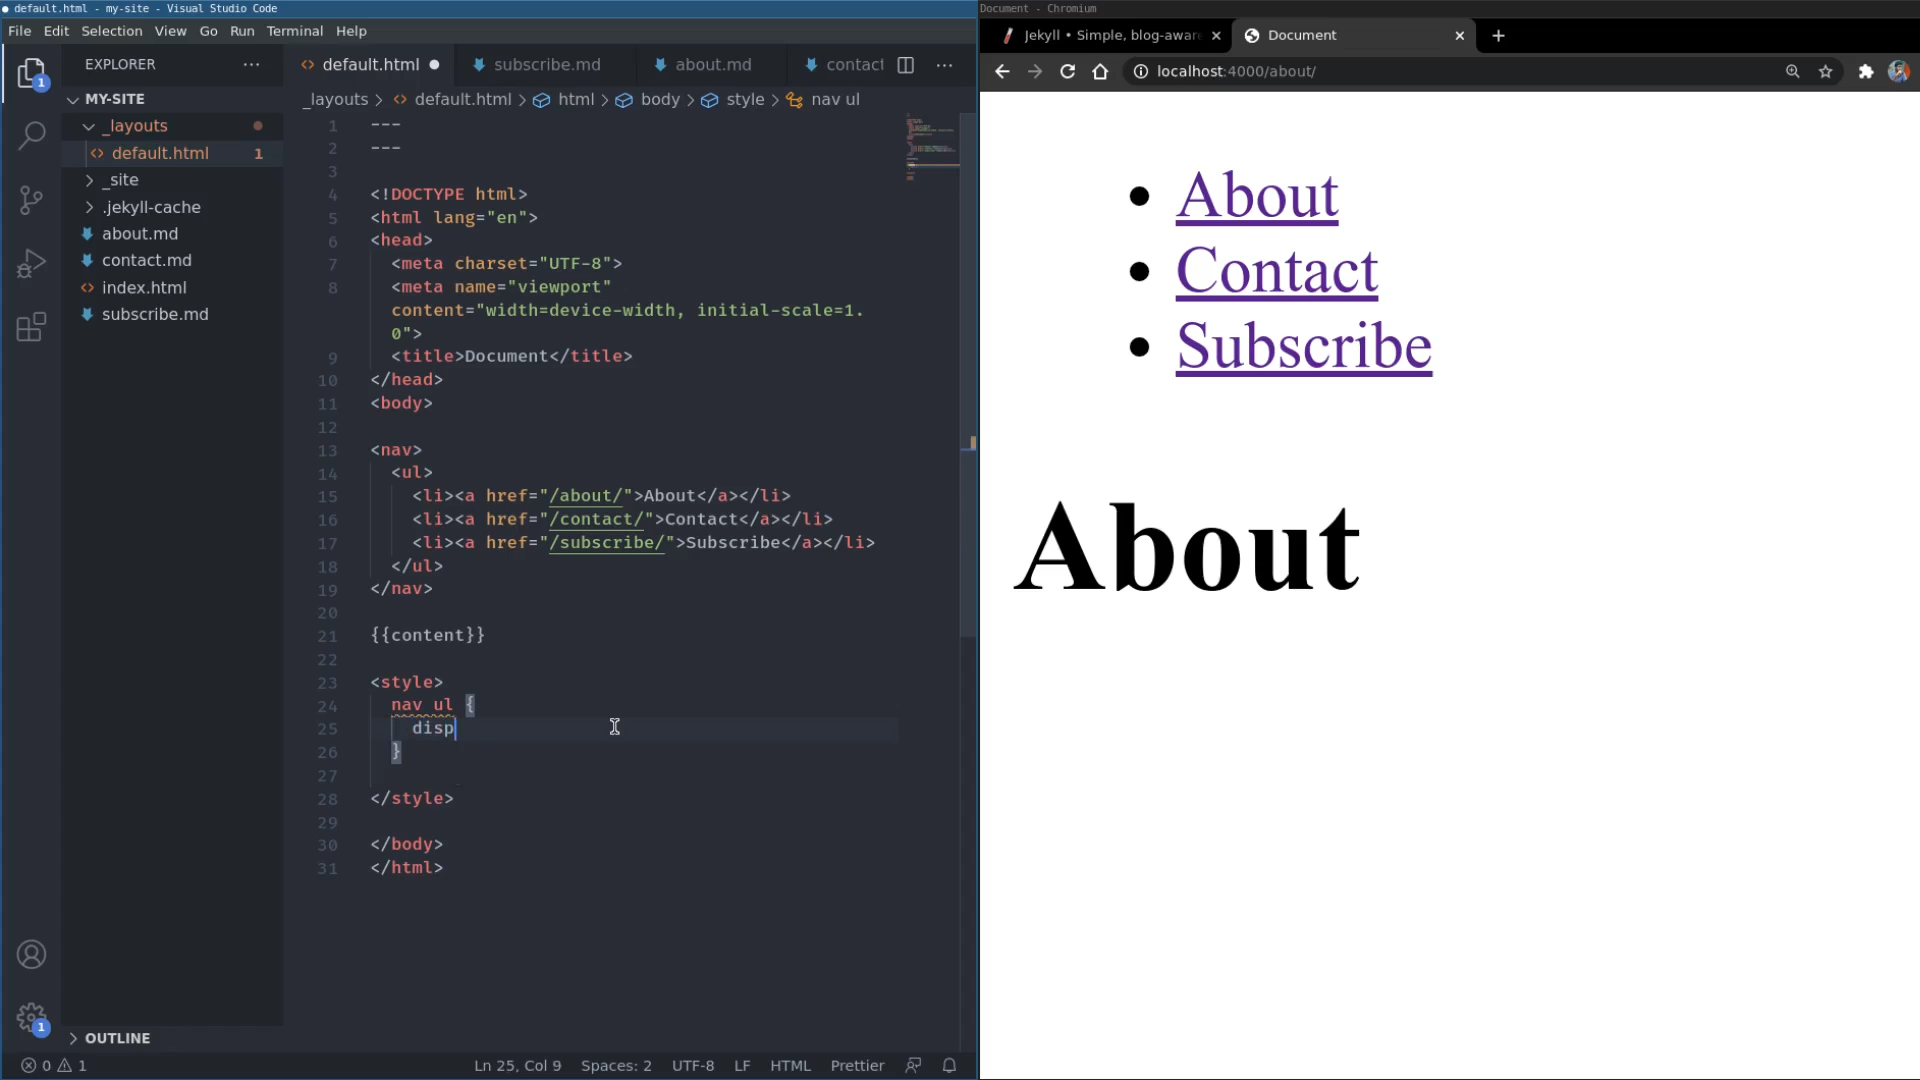 default.html - my-site - Visual Studio Code
File Edit Selection View Go Run Terminal Help
EXPLORER
default.html
subscribe.md
about.md
contact
1
MY-SITE
_layouts
default.html 1
_site
.jekyll-cache
about.md
contact.md
index.html
subscribe.md
_layouts > default.html > html > body > style > nav ul
1 ---
2 ---
3
4 <!DOCTYPE html>
5 <html lang="en">
6 <head>
7 <meta charset="UTF-8">
8 <meta name="viewport"
content="width=device-width, initial-scale=1.
0">
9 <title>Document</title>
10 </head>
11 <body>
12
13 <nav>
14 <ul>
15 <li><a href="/about/">About</a></li>
16 <li><a href="/contact/">Contact</a></li>
17 <li><a href="/subscribe/">Subscribe</a></li>
18 </ul>
19 </nav>
20
21 {{content}}
22
23 <style>
24 nav ul {
25 disp
26 }
27
28 </style>
29
30 </body>
31 </html>
1
OUTLINE
0 1
Ln 25, Col 9 Spaces: 2 UTF-8 LF HTML Prettier
Document - Chromium
Jekyll • Simple, blog-aware
Document
localhost:4000/about/
• About
• Contact
• Subscribe
About